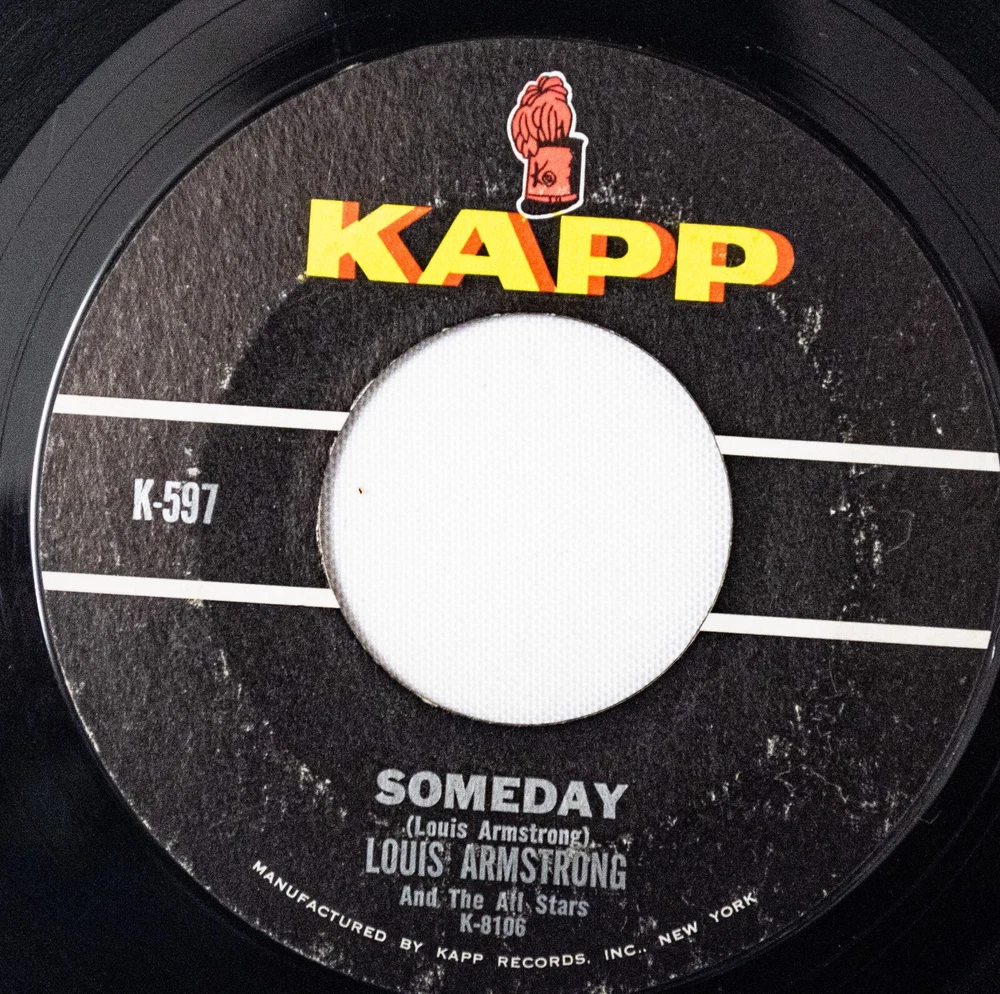 K
KAPP
K-597
SOMEDAY
(Louis Armstrong)
LOUIS ARMSTRONG
And The All Stars
K-8106
MANUFACTURED BY KAPP RECORDS, INC., NEW YORK